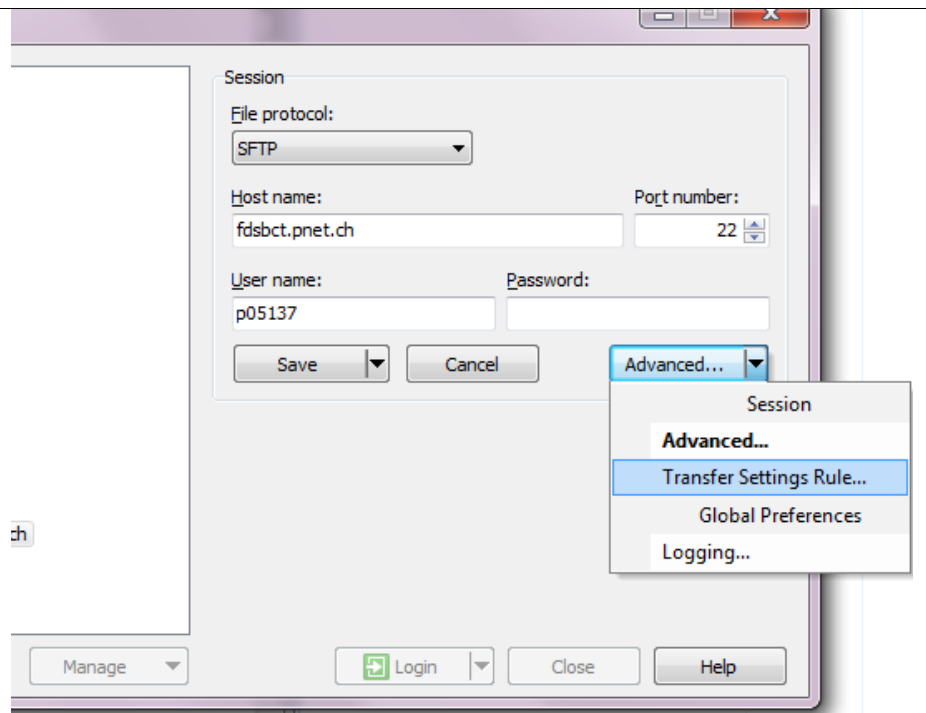 Session
File protocol:
SFTP
Host name:
Port number:
fdsbct.pnet.ch
22
User name:
Password:
p05137
Save
Cancel
Advanced...
Session
Advanced...
Transfer Settings Rule...
Global Preferences
Logging...
ch
Manage
Login
Close
Help